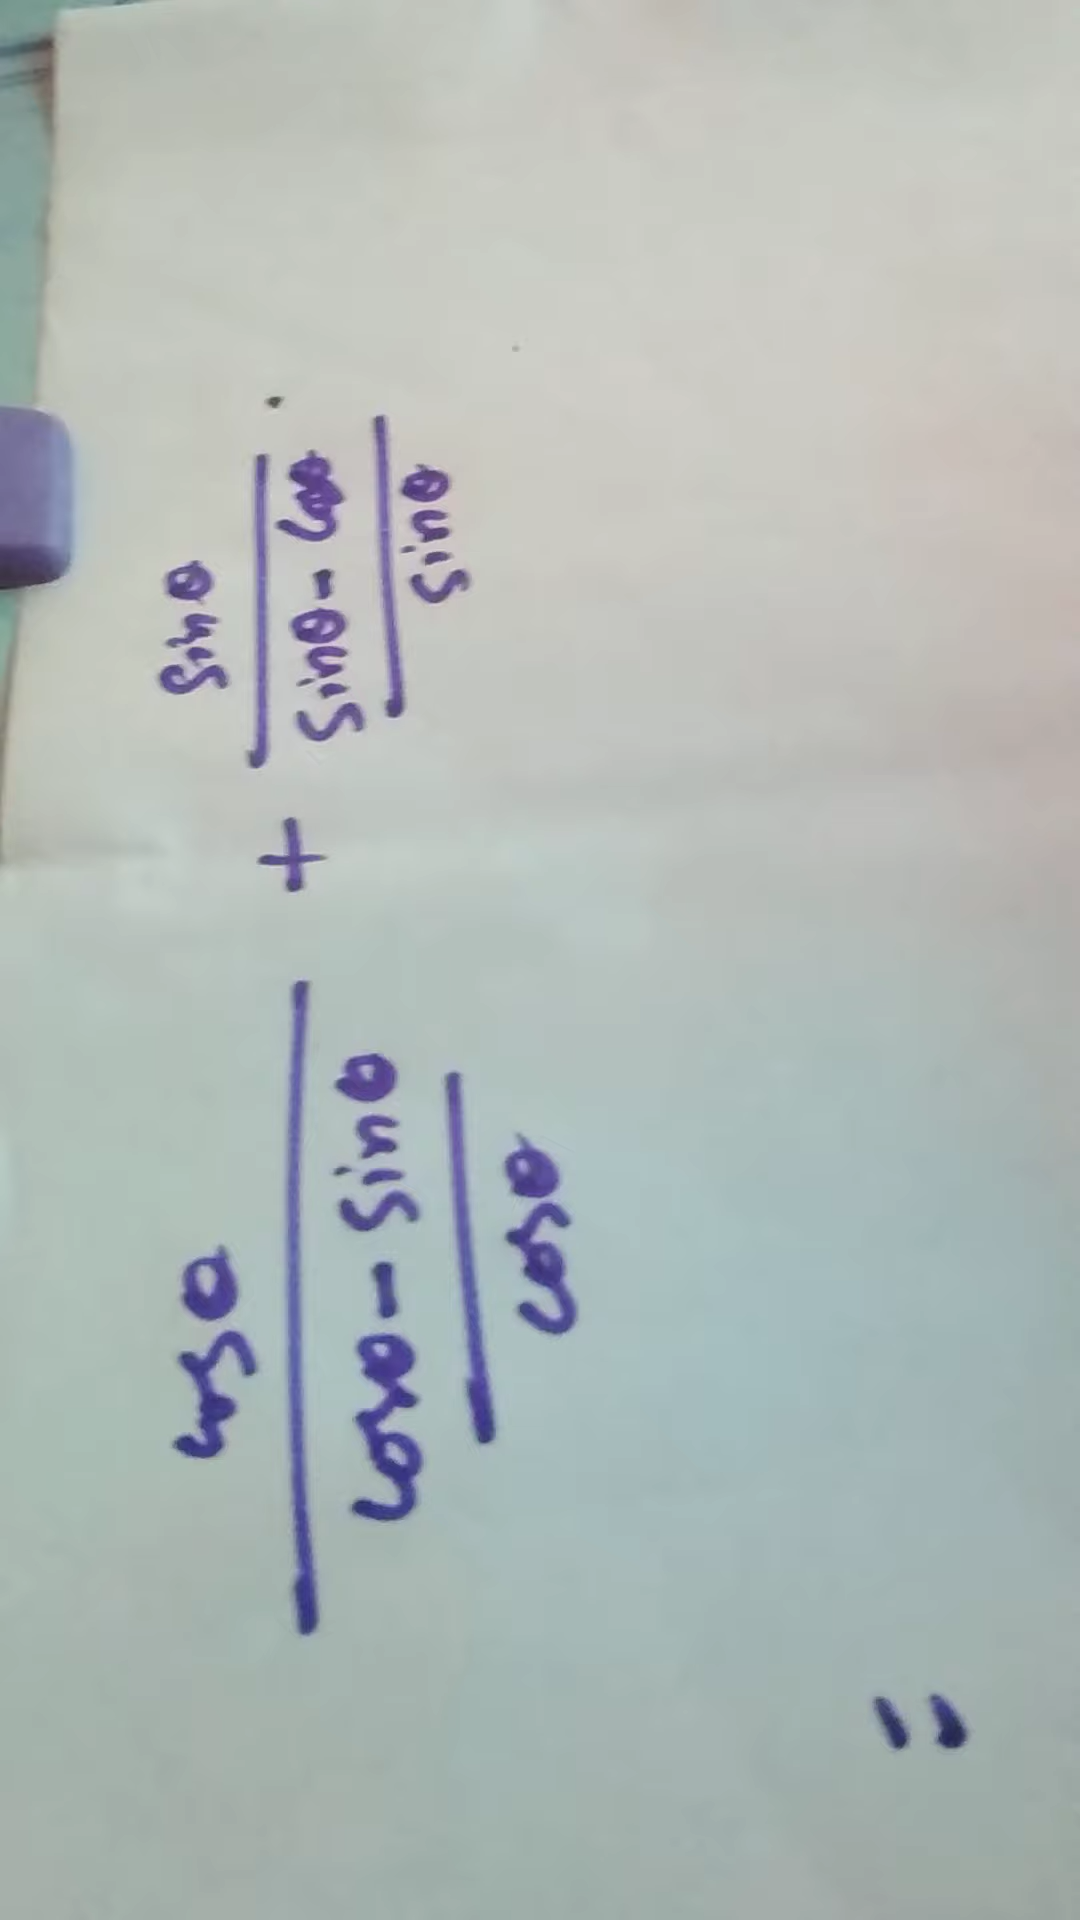 cosθ / ((cosθ - sinθ) / cosθ) + sinθ / ((sinθ - cosθ) / sinθ)
=